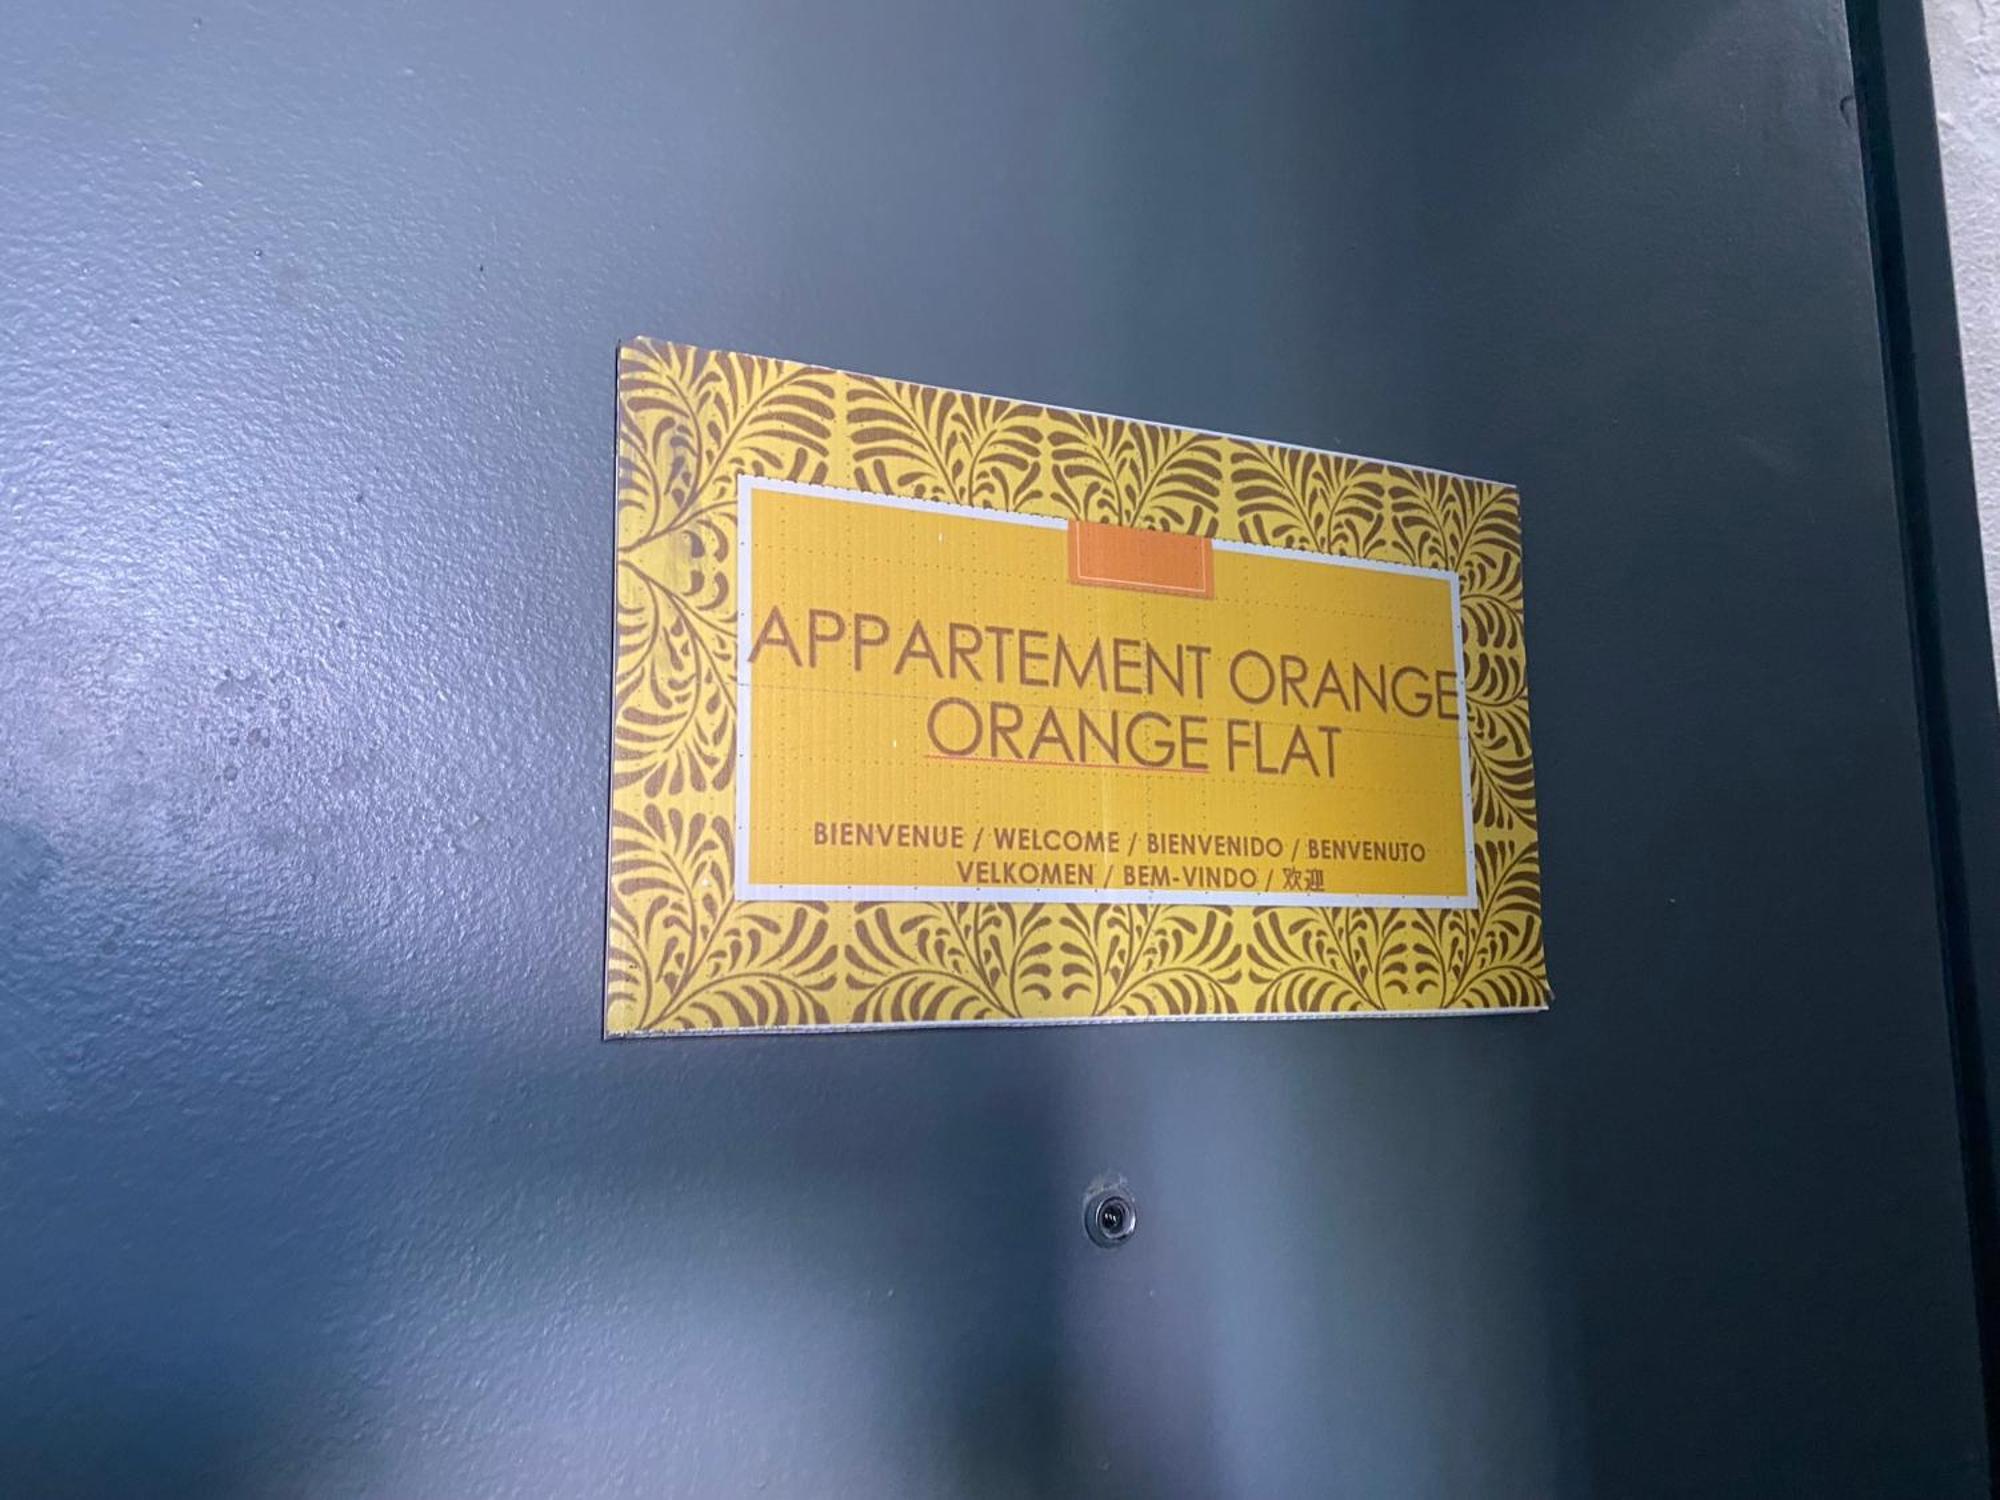 APPARTEMENT ORANGE
ORANGE FLAT
BIENVENUE / WELCOME / BIENVENIDO / BENVENUTO
VELKOMEN / BEM-VINDO / 欢迎